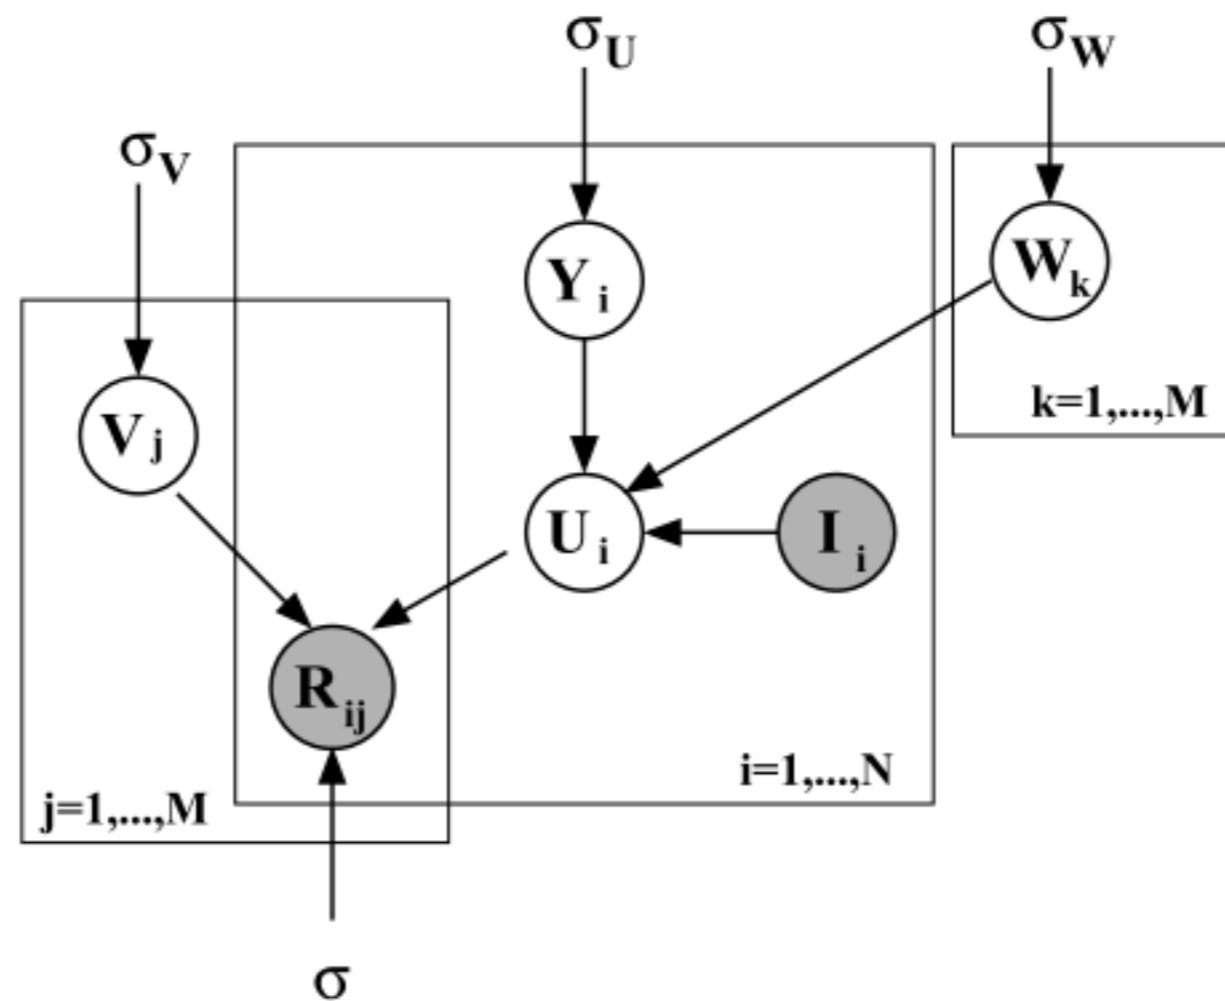 σU
σW
σV
Yi
Wk
k=1,...,M
Vj
Ui
Ii
Rij
i=1,...,N
j=1,...,M
σ